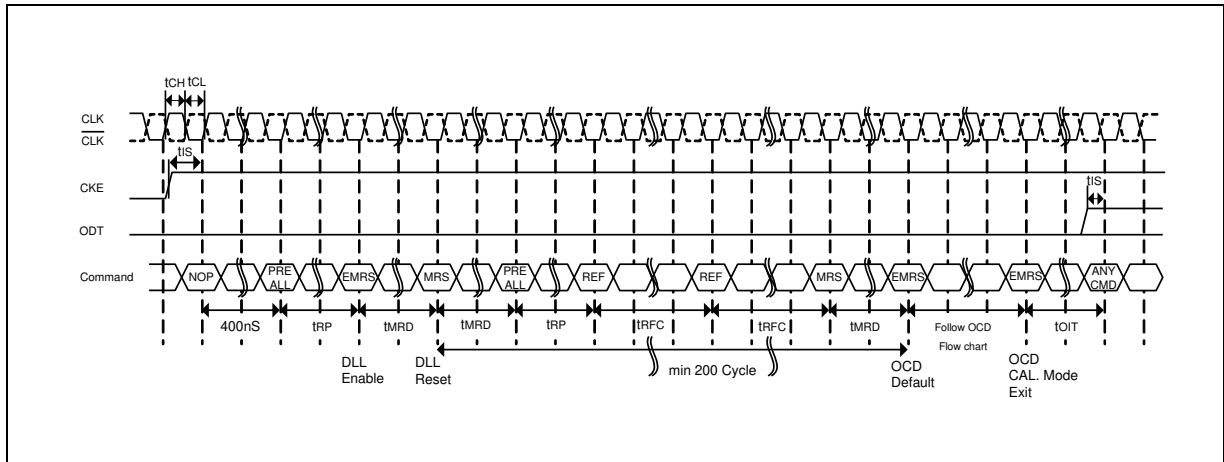 tCH tCL
CLK
CLK
tIS
CKE
tIS
ODT
Command NOP PRE ALL EMRS MRS PRE ALL REF REF MRS EMRS EMRS ANY CMD
400nS tRP tMRD tMRD tRP tRFC tRFC tMRD Follow OCD Flow chart tOIT
DLL Enable
DLL Reset
min 200 Cycle
OCD Default
OCD CAL. Mode Exit